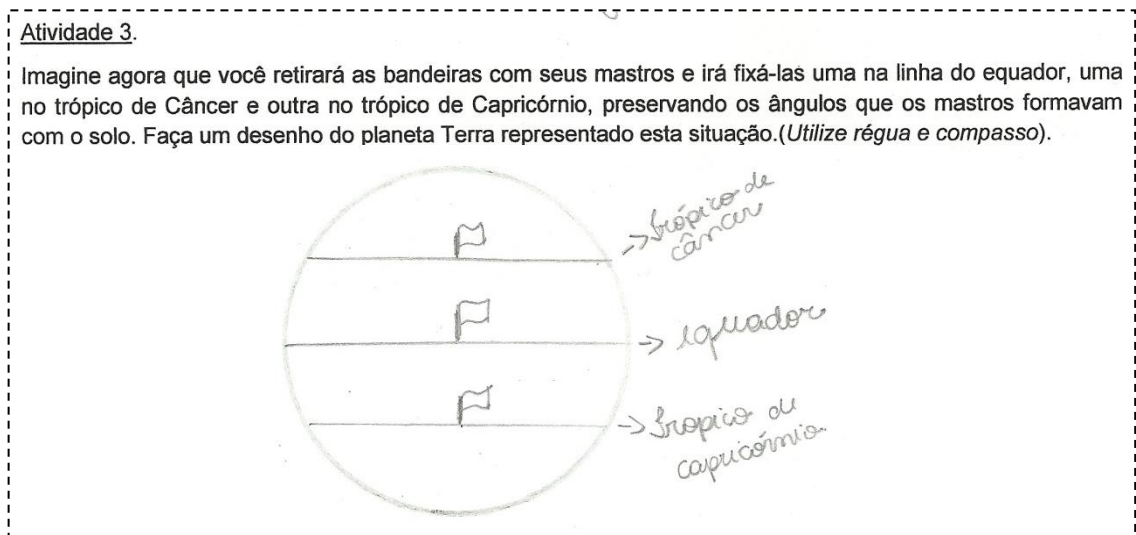 Atividade 3.
Imagine agora que você retirará as bandeiras com seus mastros e irá fixá-las uma na linha do equador, uma
no trópico de Câncer e outra no trópico de Capricórnio, preservando os ângulos que os mastros formavam
com o solo. Faça um desenho do planeta Terra representado esta situação.(Utilize régua e compasso).
->trópico de
câncer
-> equador
-> tropico de
capricórnio.